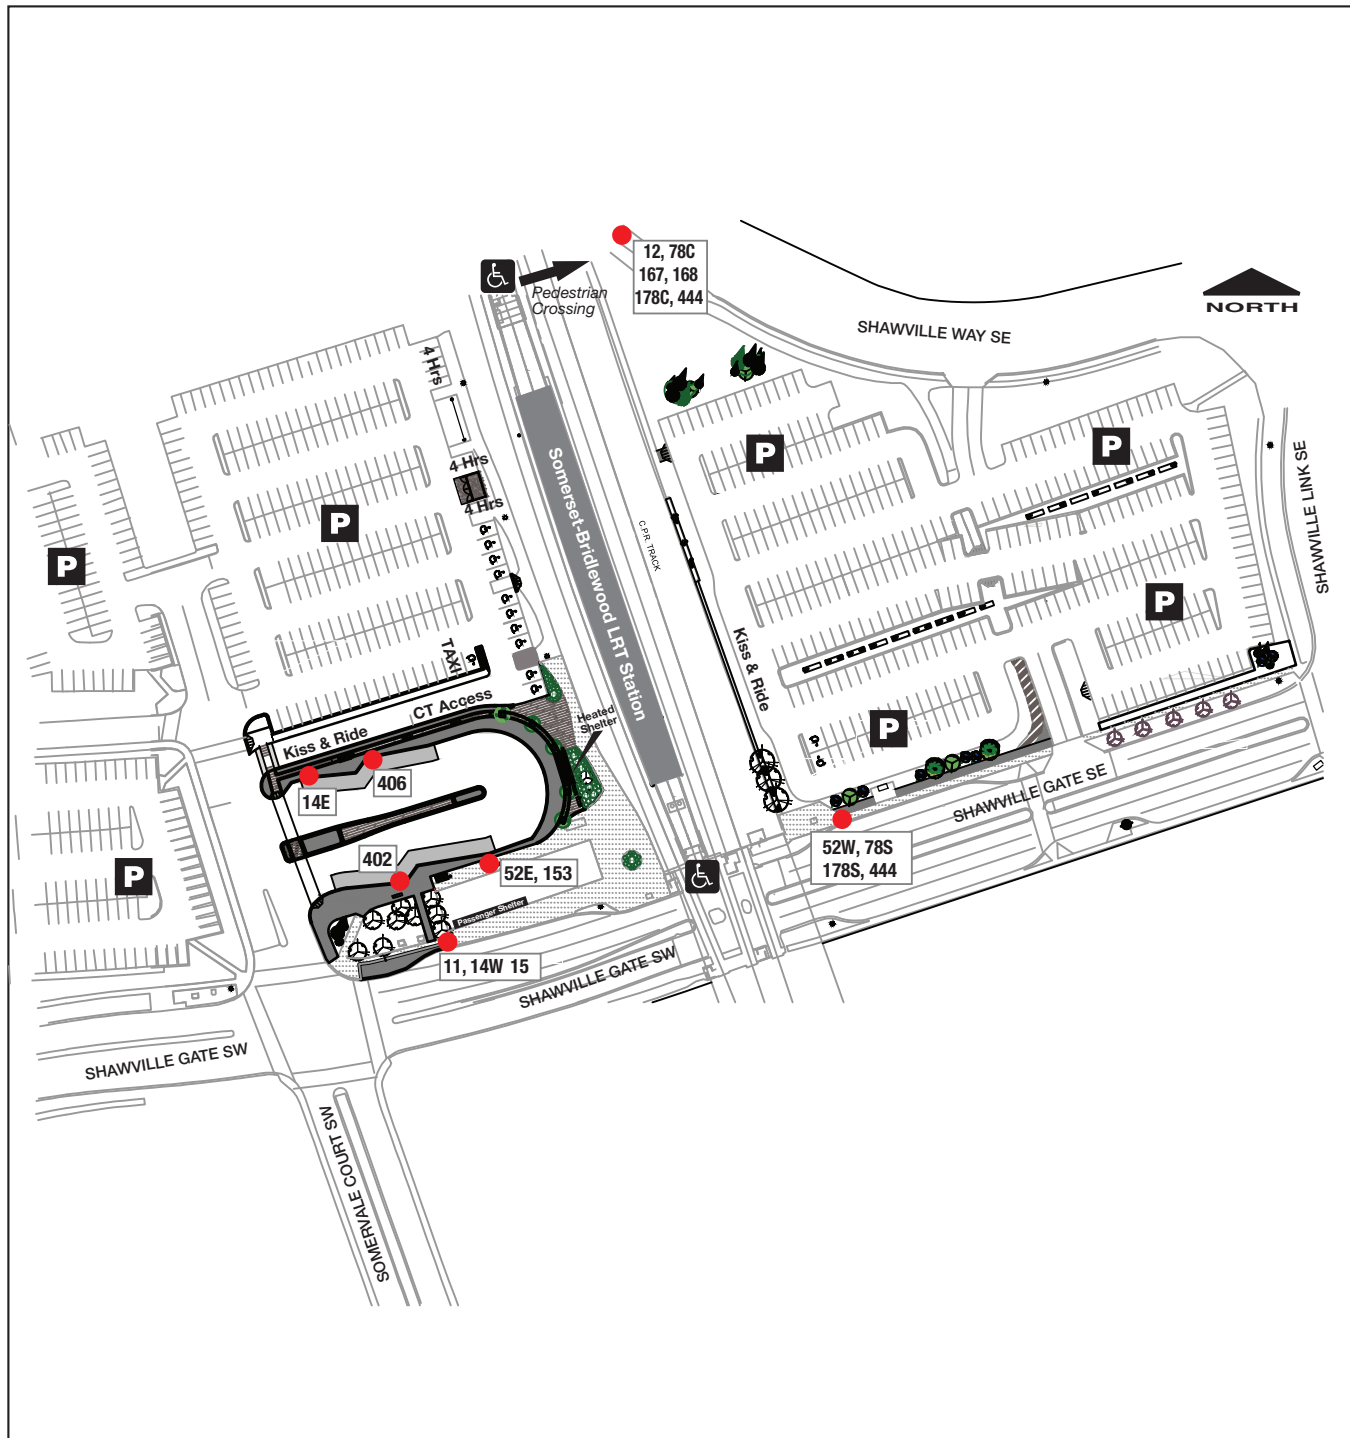 12, 78C
167, 168
178C, 444
Pedestrian
Crossing
NORTH
SHAWVILLE WAY SE
4 Hrs
P
P
4 Hrs
4 Hrs
P
P
Somerset-Bridlewood LRT Station
C.P.R. TRACK
SHAWVILLE LINK SE
P
TAXI
Kiss & Ride
CT Access
Kiss & Ride
Heated
Shelter
P
14E
406
SHAWVILLE GATE SE
52W, 78S
178S, 444
402
52E, 153
P
Passenger Shelter
11, 14W 15
SHAWVILLE GATE SW
SHAWVILLE GATE SW
SOMERVALE COURT SW